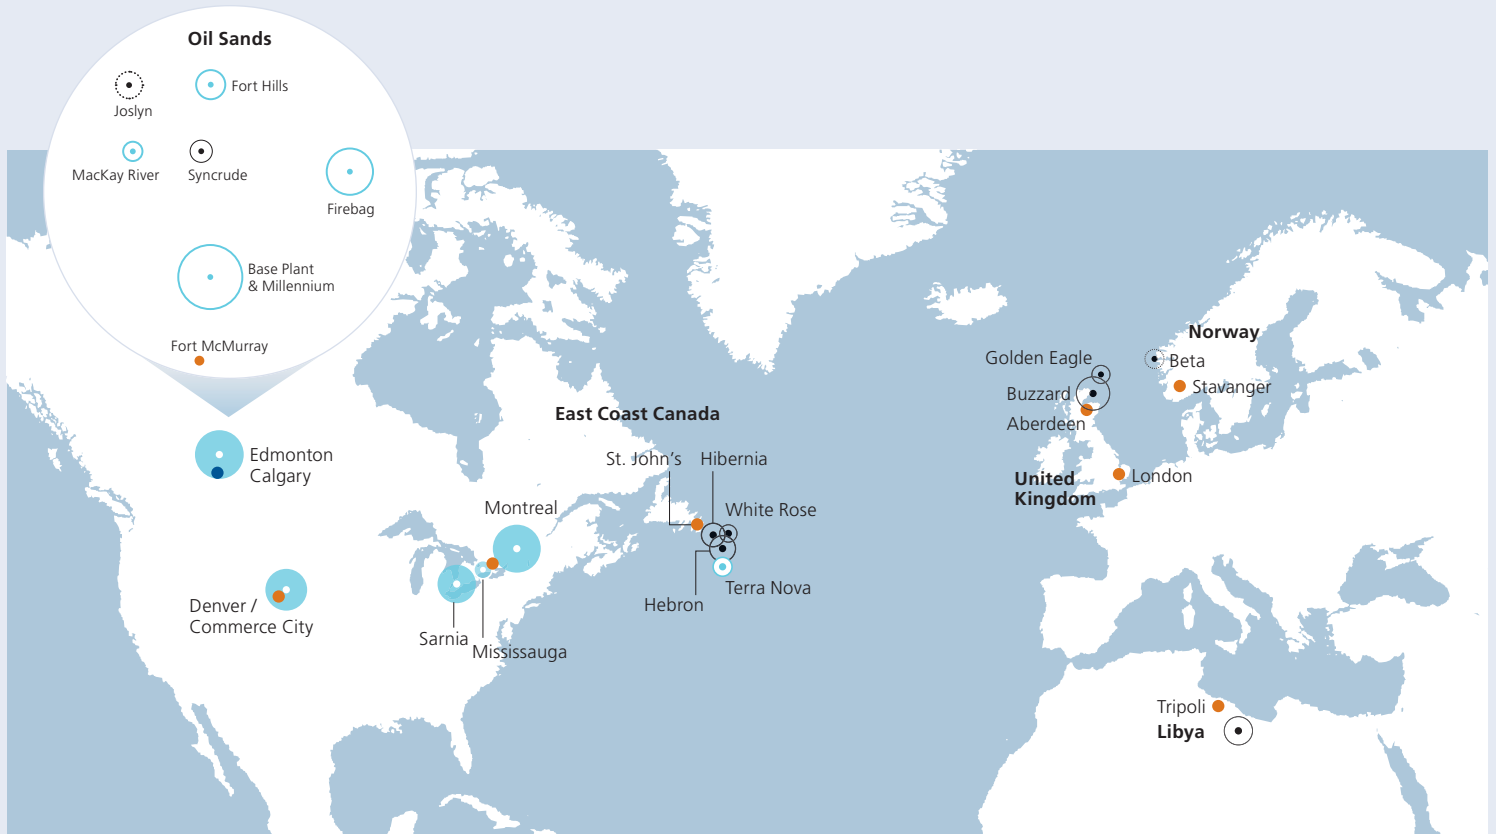 Oil Sands
Joslyn
Fort Hills
MacKay River
Syncrude
Firebag
Base Plant
& Millennium
Fort McMurray
Edmonton
Calgary
Denver /
Commerce City
Montreal
Sarnia
Mississauga
East Coast Canada
St. John's
Hibernia
White Rose
Terra Nova
Hebron
Norway
Golden Eagle
Beta
Buzzard
Stavanger
Aberdeen
United
Kingdom
London
Tripoli
Libya